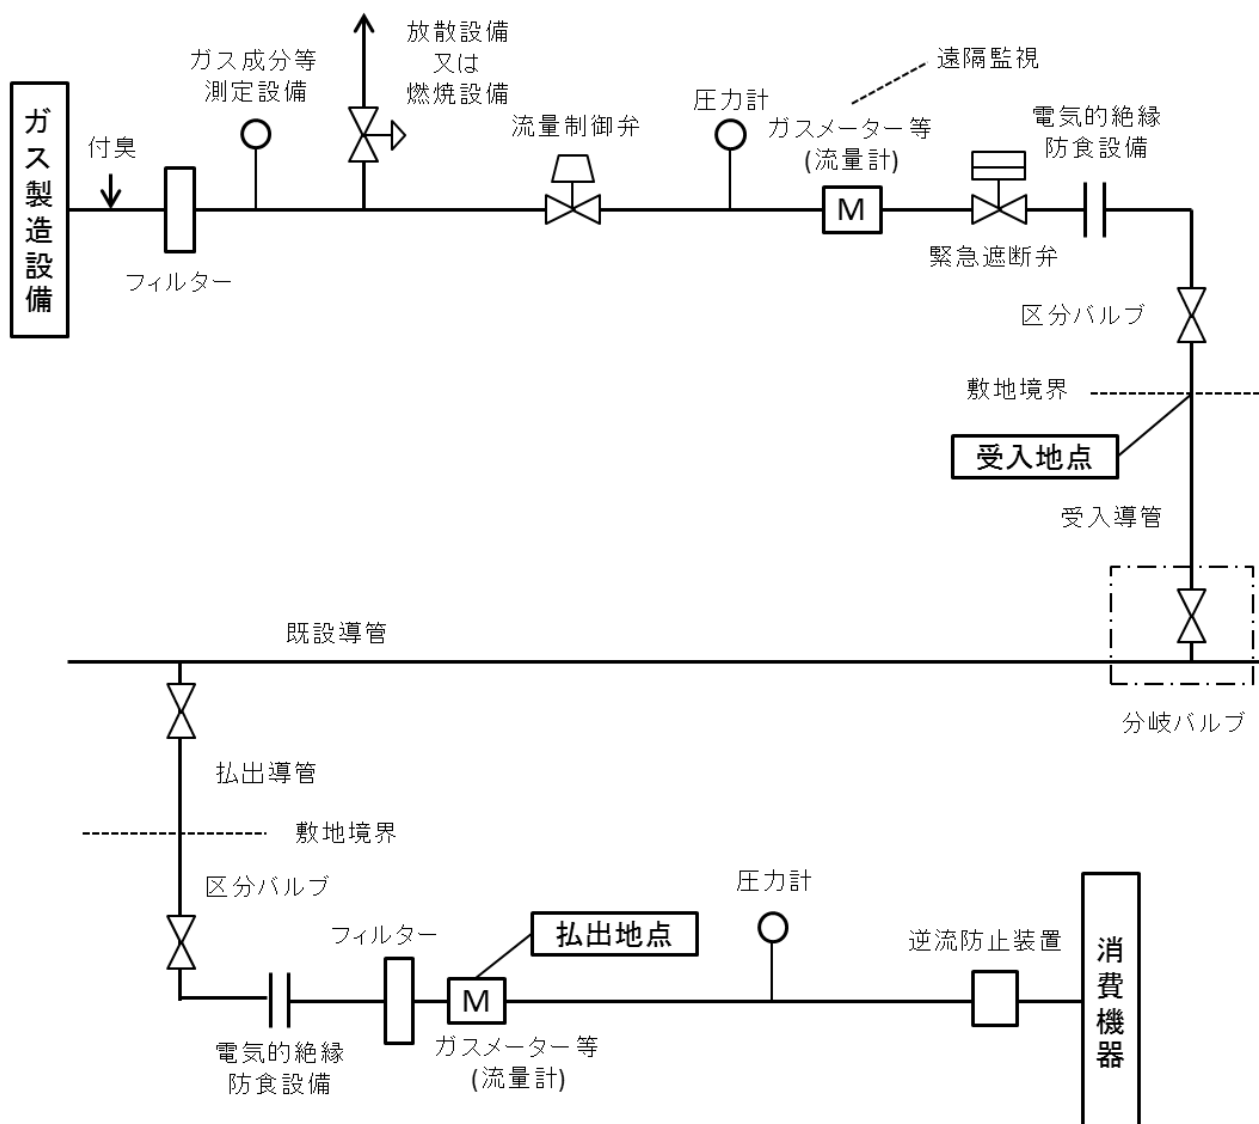 放散設備
又は
燃焼設備
ガス成分等
測定設備
遠隔監視
圧力計
ガスメーター等
(流量計)
電気的絶縁
防食設備
流量制御弁
ガス製造設備
付臭
M
緊急遮断弁
フィルター
区分バルブ
敷地境界
受入地点
受入導管
既設導管
分岐バルブ
払出導管
敷地境界
区分バルブ
圧力計
フィルター
払出地点
逆流防止装置
消費機器
M
電気的絶縁
防食設備
ガスメーター等
(流量計)